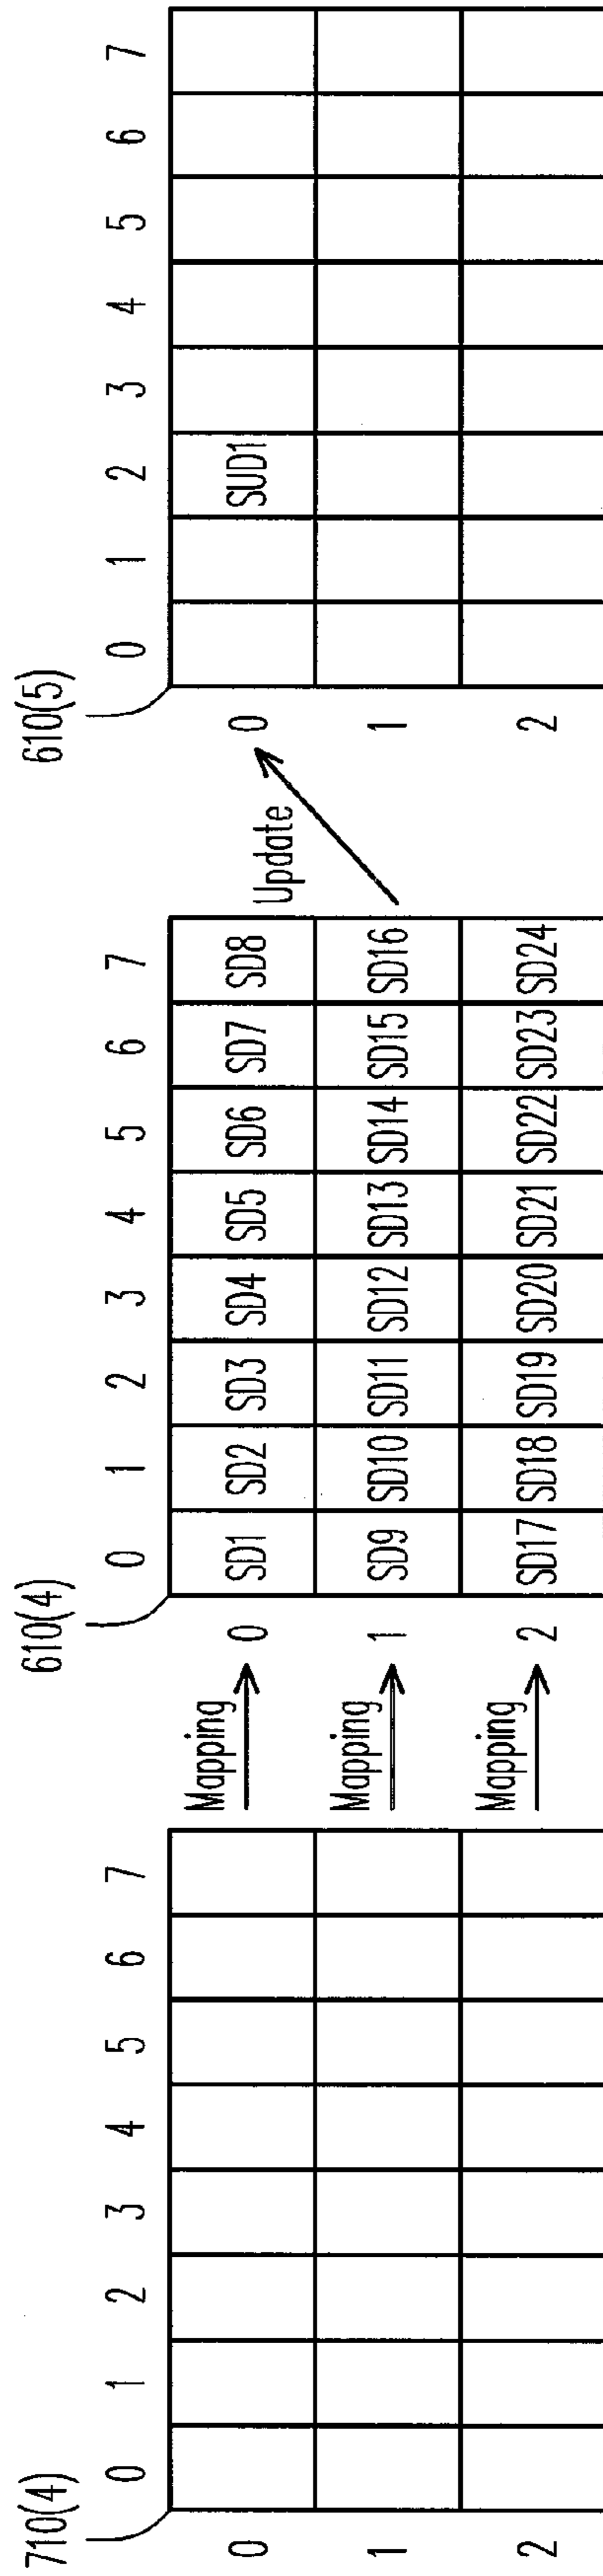 710(4)
0 1 2 3 4 5 6 7
0
1
2
Mapping
Mapping
Mapping
610(4)
0 1 2 3 4 5 6 7
0 SD1 SD2 SD3 SD4 SD5 SD6 SD7 SD8
1 SD9 SD10 SD11 SD12 SD13 SD14 SD15 SD16
2 SD17 SD18 SD19 SD20 SD21 SD22 SD23 SD24
Update
610(5)
0 1 2 3 4 5 6 7
0 SUD1
1
2